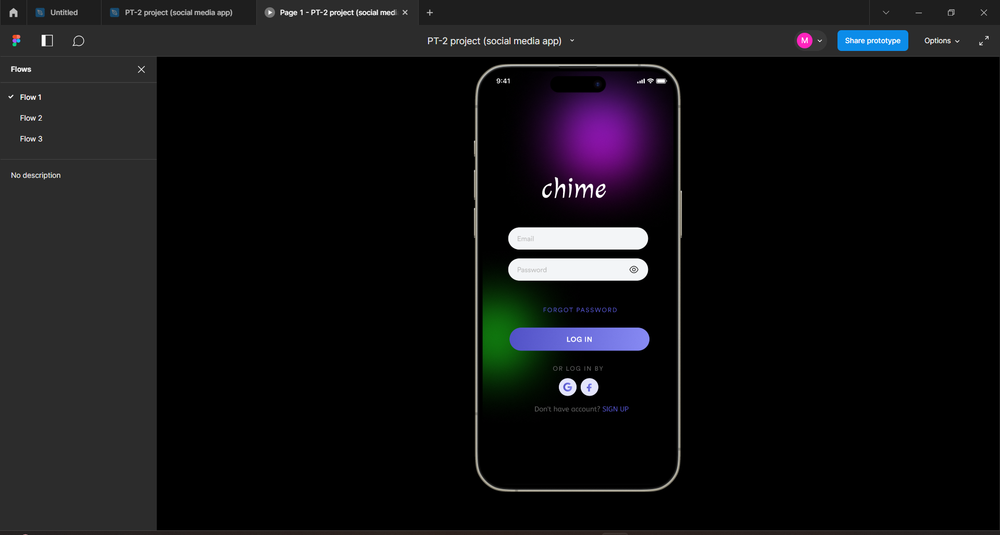 Untitled
PT-2 project (social media app)
Page 1 - PT-2 project (social medi
PT-2 project (social media app)
M
Share prototype
Options
Flows
Flow 1
Flow 2
Flow 3
No description
9:41
chime
Email
Password
FORGOT PASSWORD
LOG IN
OR LOG IN BY
G f
Don't have account? SIGN UP